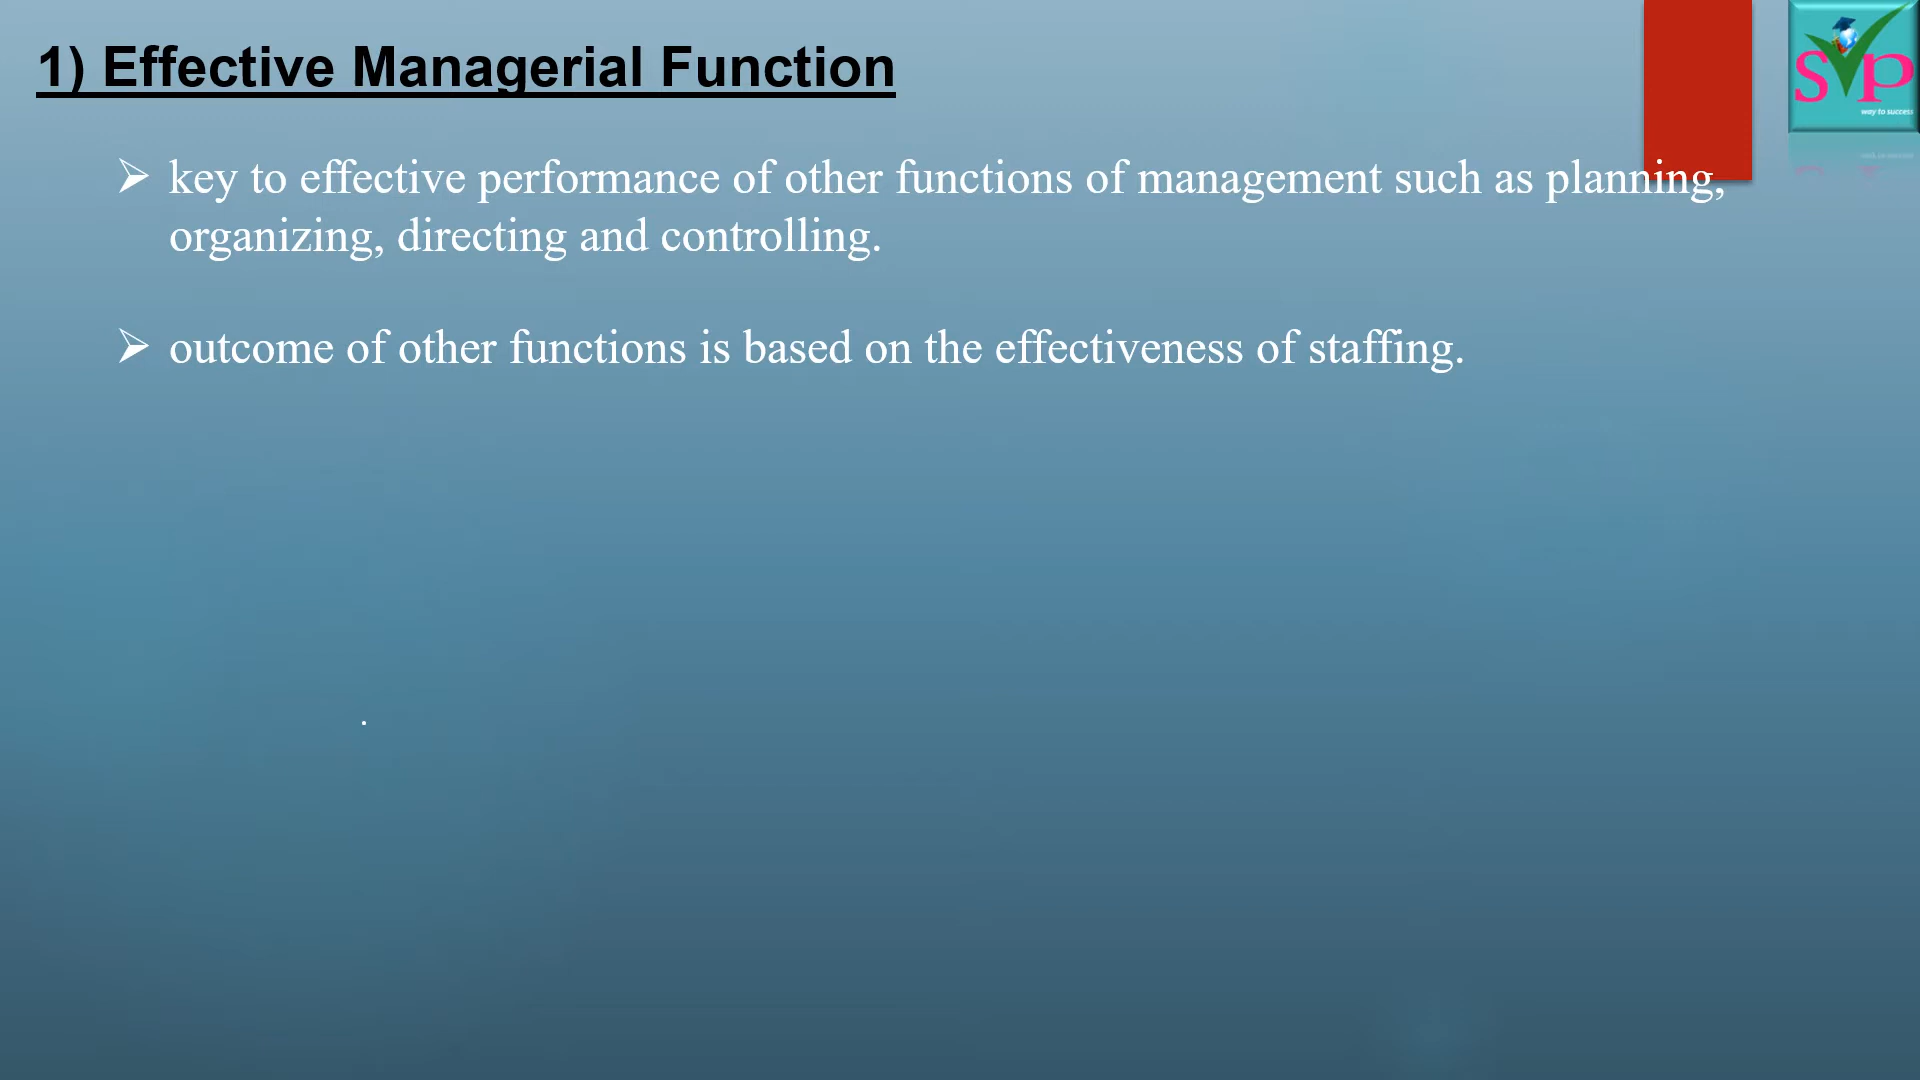 1) Effective Managerial Function
SVP
way to success
➢ key to effective performance of other functions of management such as planning,
organizing, directing and controlling.
➢ outcome of other functions is based on the effectiveness of staffing.
.